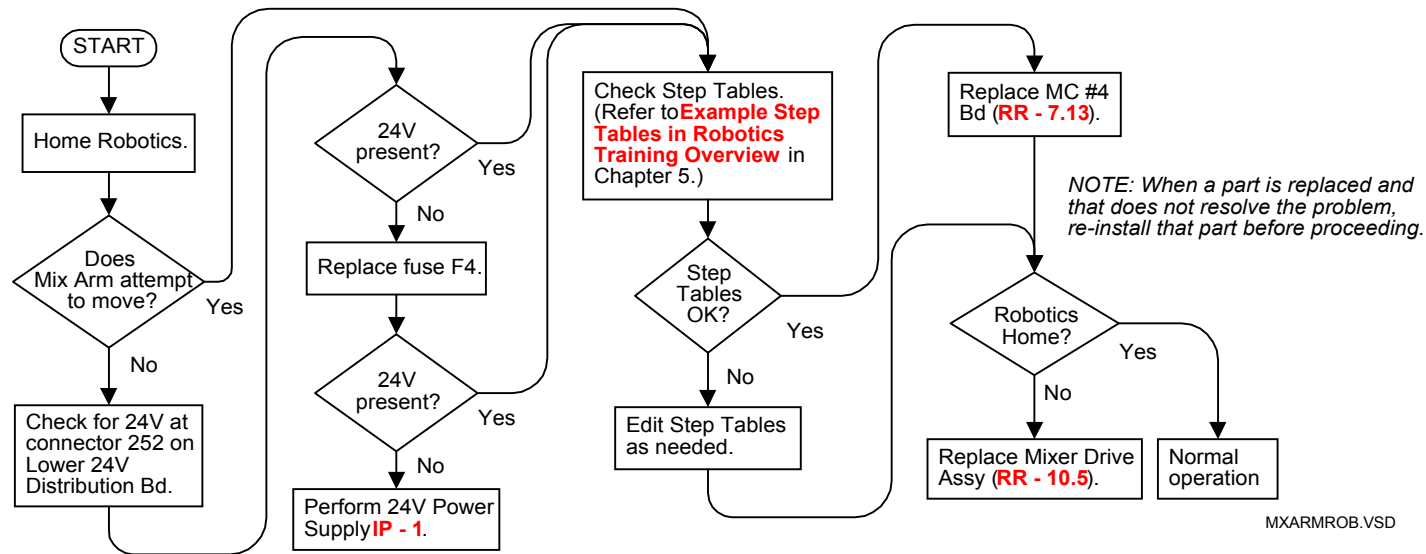 START
Home Robotics.
Does
Mix Arm attempt
to move?
Yes
No
Check for 24V at
connector 252 on
Lower 24V
Distribution Bd.
24V
present?
Yes
No
Replace fuse F4.
24V
present?
Yes
No
Perform 24V Power
Supply IP - 1.
Check Step Tables.
(Refer to Example Step
Tables in Robotics
Training Overview in
Chapter 5.)
Step
Tables
OK?
Yes
No
Edit Step Tables
as needed.
Replace MC #4
Bd (RR - 7.13).
NOTE: When a part is replaced and
that does not resolve the problem,
re-install that part before proceeding.
Robotics
Home?
Yes
No
Replace Mixer Drive
Assy (RR - 10.5).
Normal
operation
MXARMROB.VSD